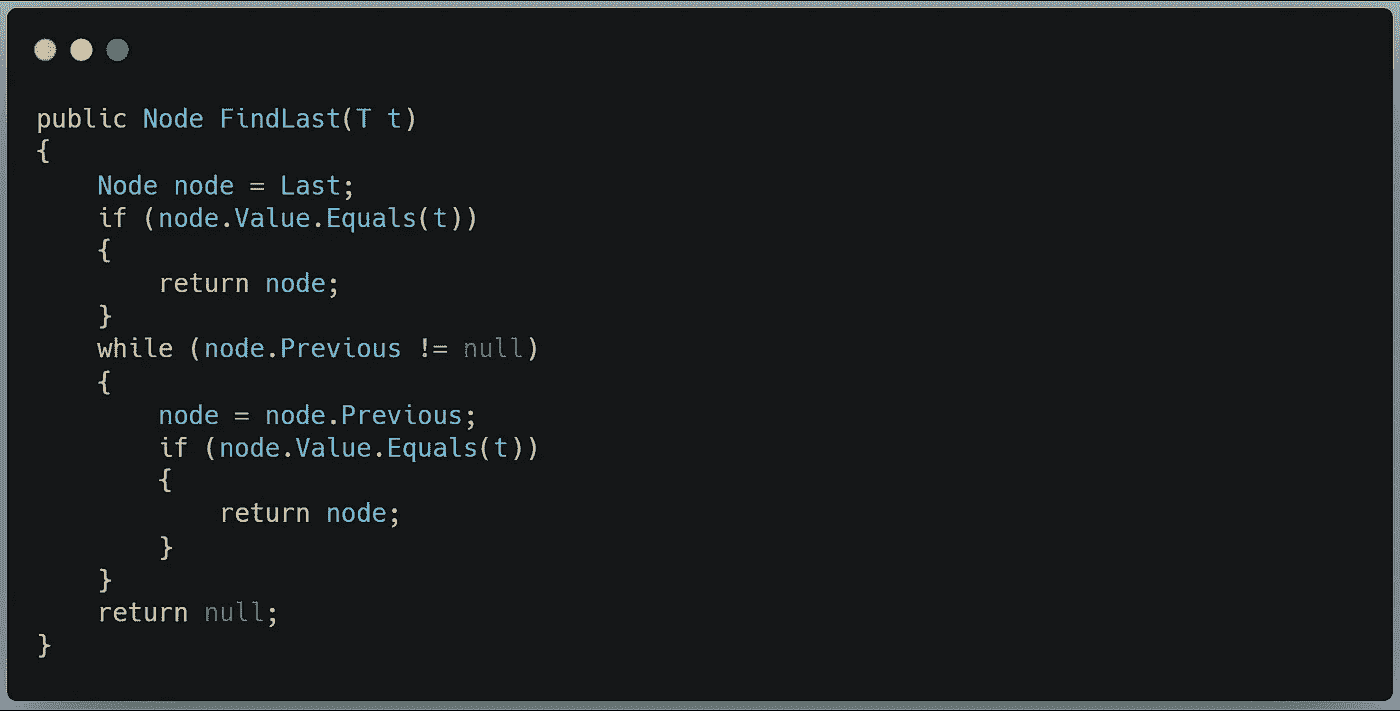 public Node FindLast(T t)
{
    Node node = Last;
    if (node.Value.Equals(t))
    {
        return node;
    }
    while (node.Previous != null)
    {
        node = node.Previous;
        if (node.Value.Equals(t))
        {
            return node;
        }
    }
    return null;
}